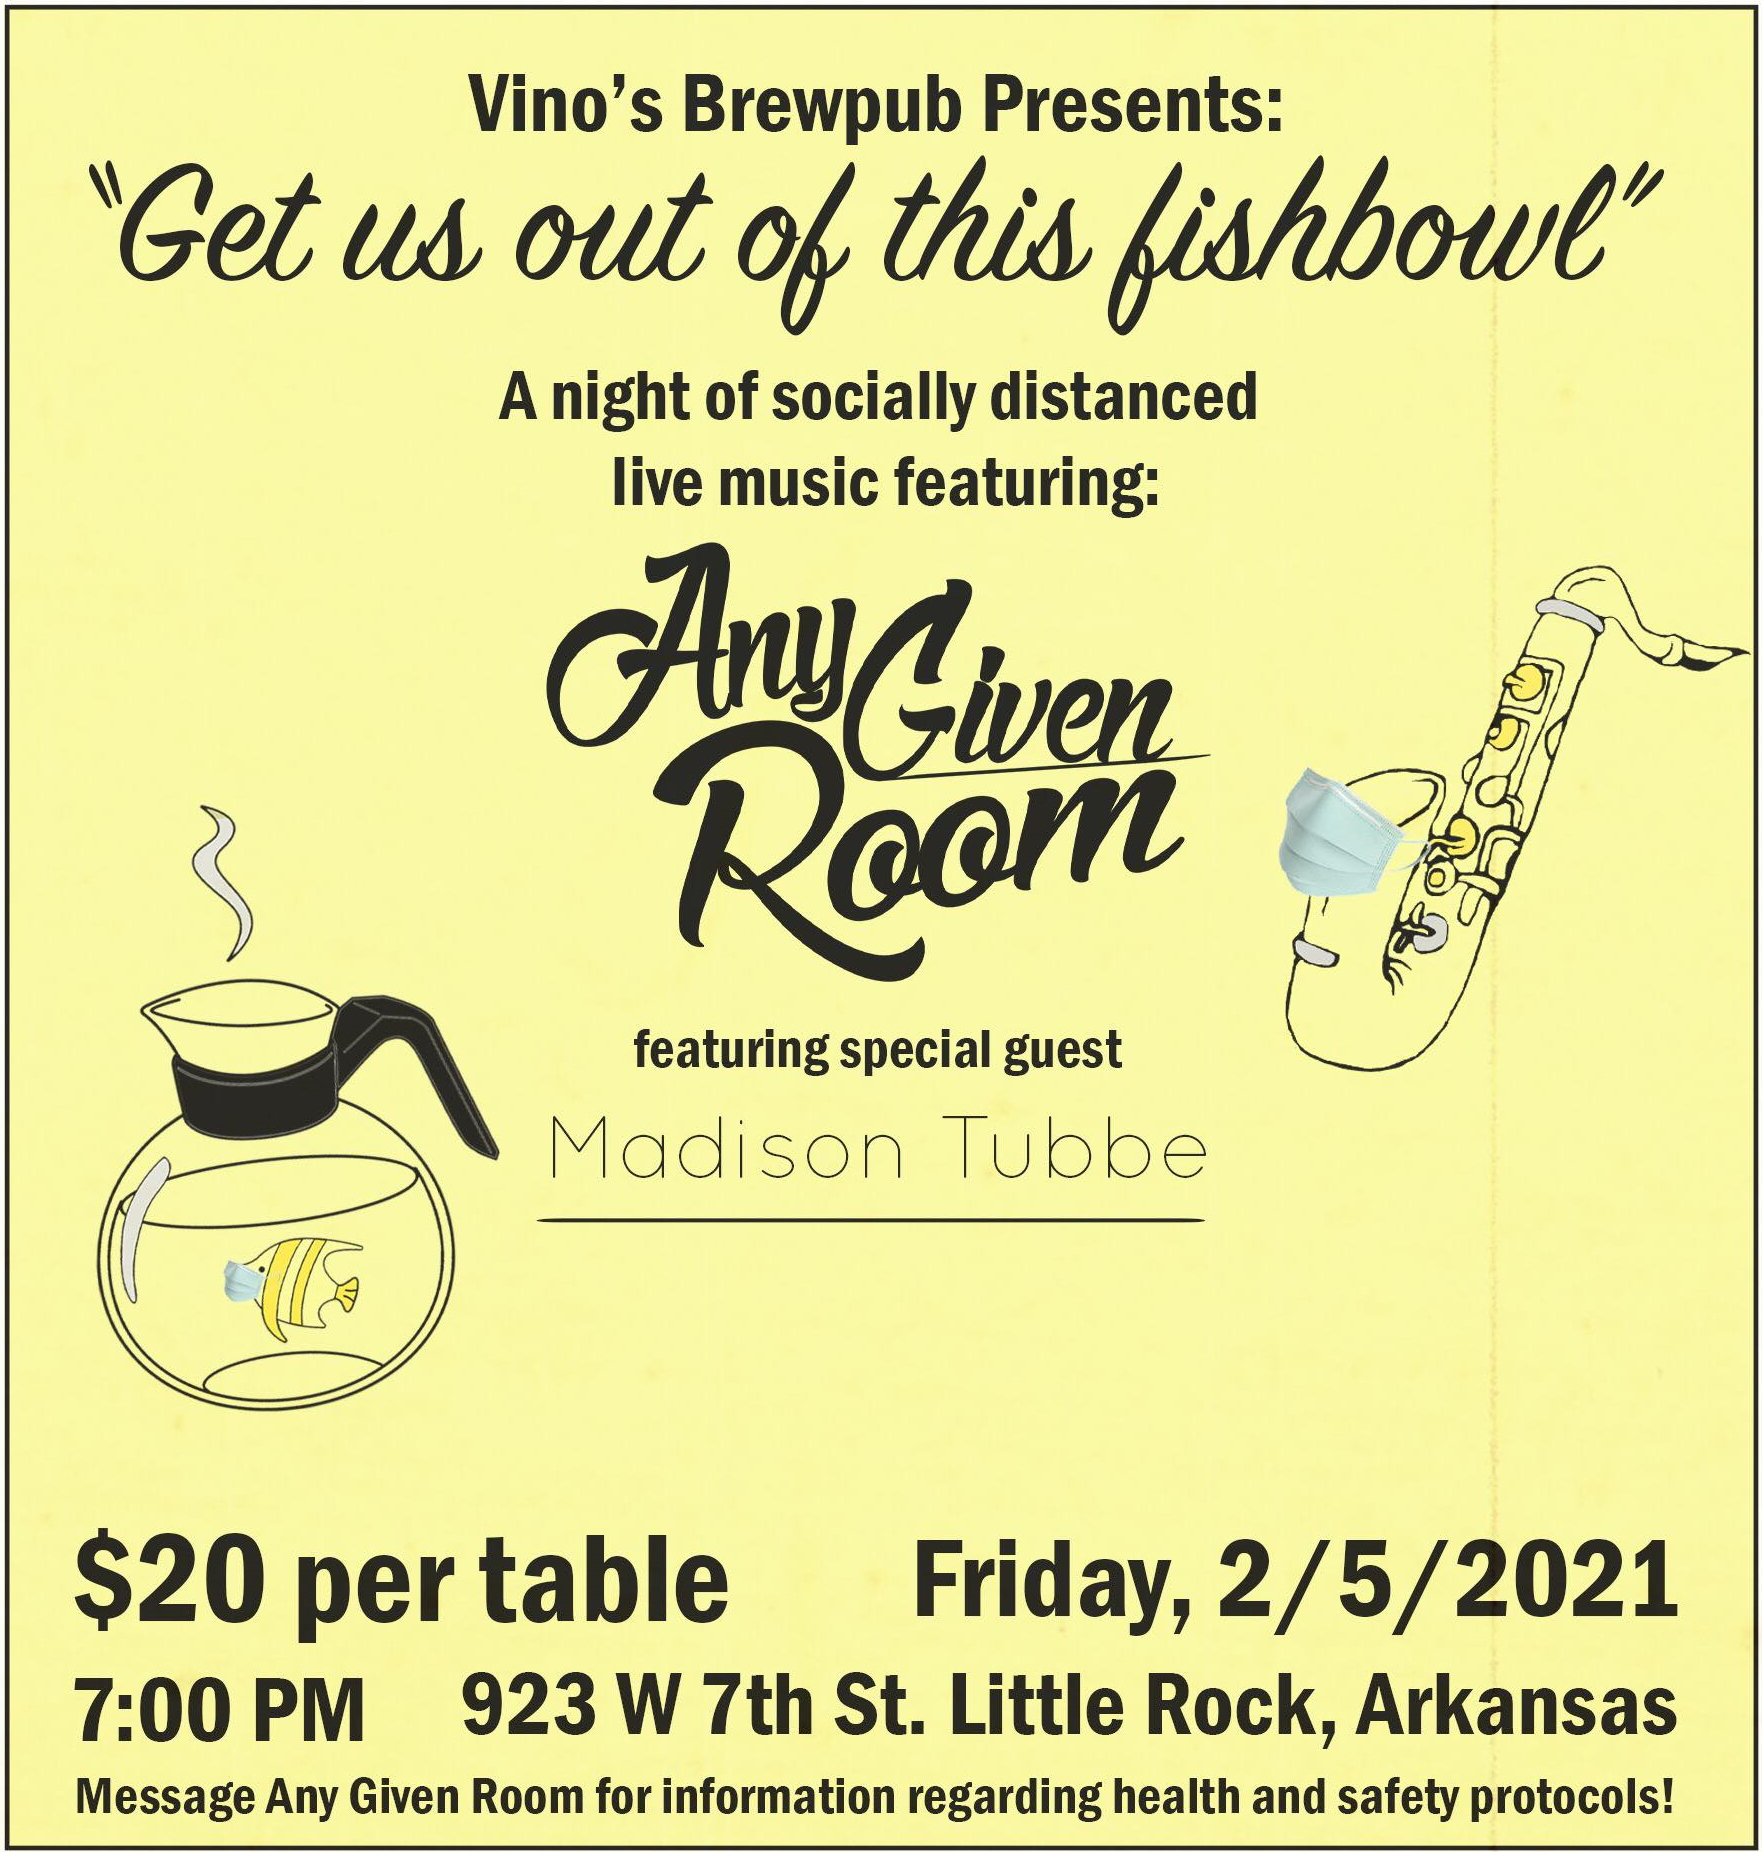 Vino's Brewpub Presents:
"Get us out of this fishbowl"
A night of socially distanced
live music featuring:
Any Given
Room
featuring special guest
Madison Tubbe
$20 per table
Friday, 2/5/2021
7:00 PM
923 W 7th St. Little Rock, Arkansas
Message Any Given Room for information regarding health and safety protocols!